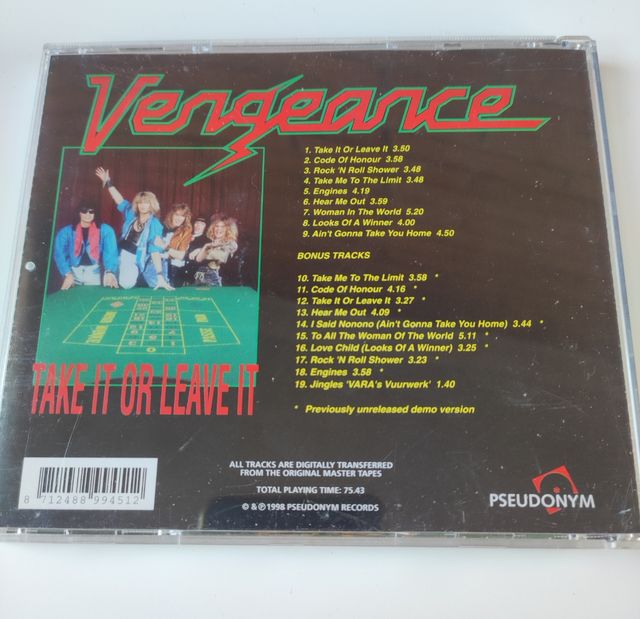 Vengeance
1. Take It Or Leave It 3.50
2. Code Of Honour 3.58
3. Rock 'N Roll Shower 3.48
4. Take Me To The Limit 3.48
5. Engines 4.19
6. Hear Me Out 3.59
7. Woman In The World 5.20
8. Looks Of A Winner 4.00
9. Ain't Gonna Take You Home 4.50
BONUS TRACKS
10. Take Me To The Limit 3.58 *
11. Code Of Honour 4.16 *
12. Take It Or Leave It 3.27 *
13. Hear Me Out 4.09 *
14. I Said Nonono (Ain't Gonna Take You Home) 3.44 *
15. To All The Woman Of The World 5.11 *
16. Love Child (Looks Of A Winner) 3.25 *
17. Rock 'N Roll Shower 3.23 *
18. Engines 3.58 *
19. Jingles 'VARA's Vuurwerk' 1.40
* Previously unreleased demo version
TAKE IT OR LEAVE IT
ALL TRACKS ARE DIGITALLY TRANSFERRED
FROM THE ORIGINAL MASTER TAPES
TOTAL PLAYING TIME: 75.43
© & ℗ 1998 PSEUDONYM RECORDS
8 712488 994512
PSEUDONYM